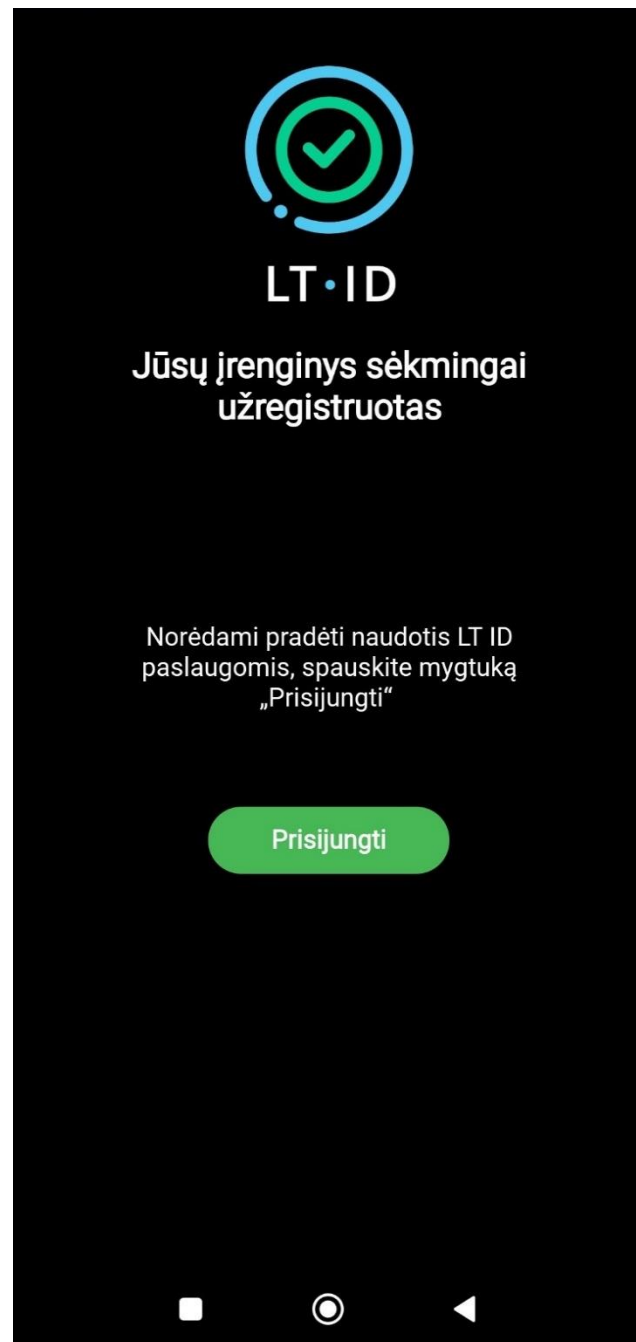 LT·ID
Jūsų įrenginys sėkmingai
užregistruotas
Norėdami pradėti naudotis LT ID
paslaugomis, spauskite mygtuką
„Prisijungti“
Prisijungti